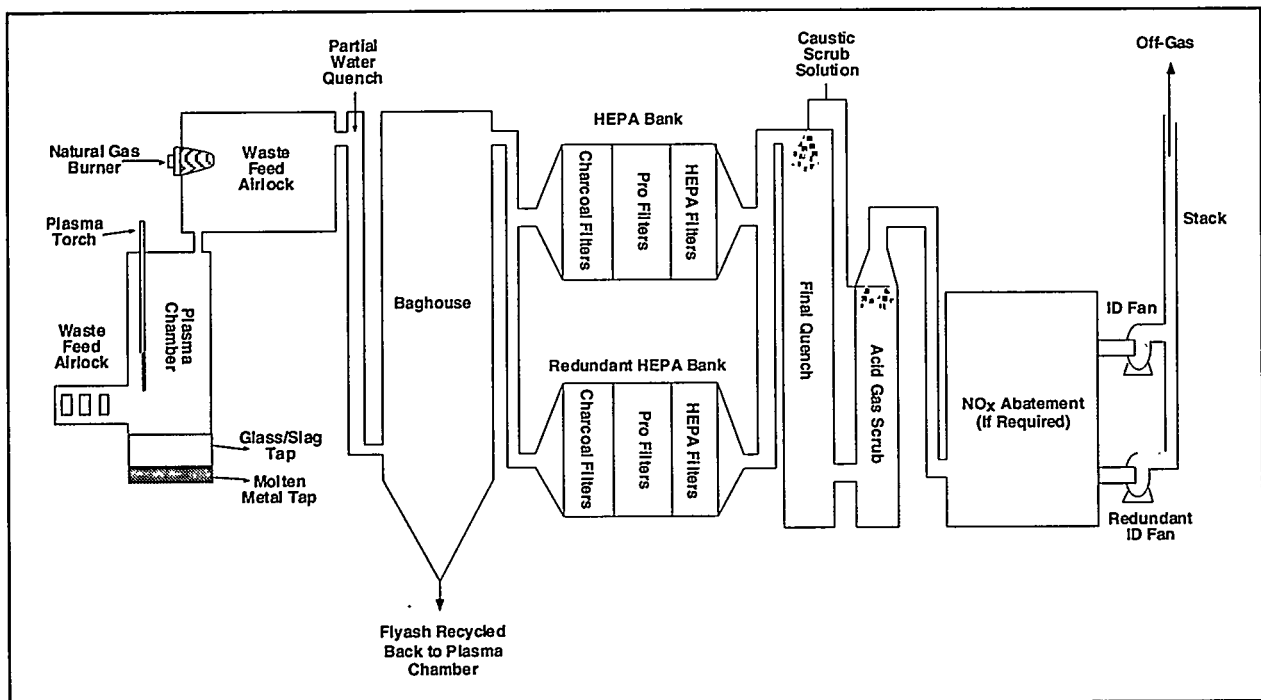 Partial
Water
Quench
Caustic
Scrub
Solution
Off-Gas
HEPA Bank
Natural Gas
Burner
Waste
Feed
Airlock
Charcoal Filters
Pro Filters
HEPA Filters
Plasma
Torch
Stack
Plasma
Chamber
Baghouse
Final Quench
ID Fan
Waste
Feed
Airlock
Redundant HEPA Bank
Acid Gas Scrub
NOx Abatement
(If Required)
Charcoal Filters
Pro Filters
HEPA Filters
Glass/Slag
Tap
Molten
Metal Tap
Redundant
ID Fan
Flyash Recycled
Back to Plasma
Chamber